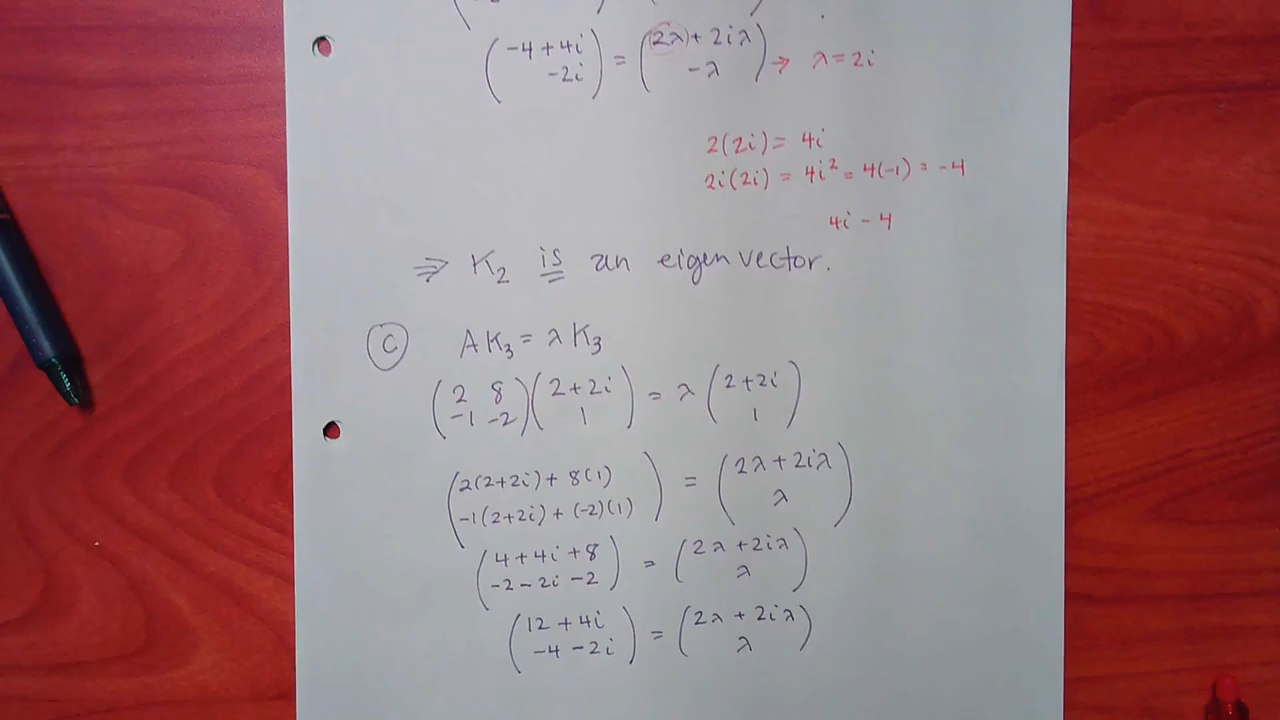 (-4 + 4i) = (2λ + 2iλ) ⇒ λ = 2i
(-2i) (-λ)
2(2i) = 4i
2i(2i) = 4i² = 4(-1) = -4
4i - 4
⇒ K₂ is an eigen vector.
C AK₃ = λK₃
(2 8) (2+2i) = λ (2+2i)
(-1 -2) (1) (1)
(2(2+2i) + 8(1)) = (2λ + 2iλ)
(-1(2+2i) + (-2)(1)) (λ)
(4 + 4i + 8) = (2λ + 2iλ)
(-2 - 2i - 2) (λ)
(12 + 4i) = (2λ + 2iλ)
(-4 - 2i) (λ)